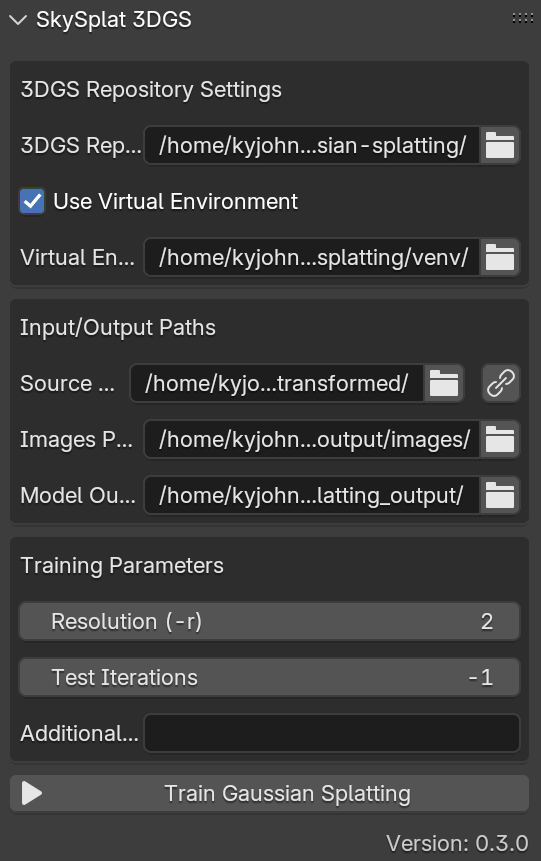 SkySplat 3DGS
3DGS Repository Settings
3DGS Rep... /home/kyjohn...sian-splatting/
Use Virtual Environment
Virtual En... /home/kyjohn...splatting/venv/
Input/Output Paths
Source ... /home/kyjo...transformed/
Images P... /home/kyjohn...output/images/
Model Ou... /home/kyjohn...latting_output/
Training Parameters
Resolution (-r) 2
Test Iterations -1
Additional...
Train Gaussian Splatting
Version: 0.3.0